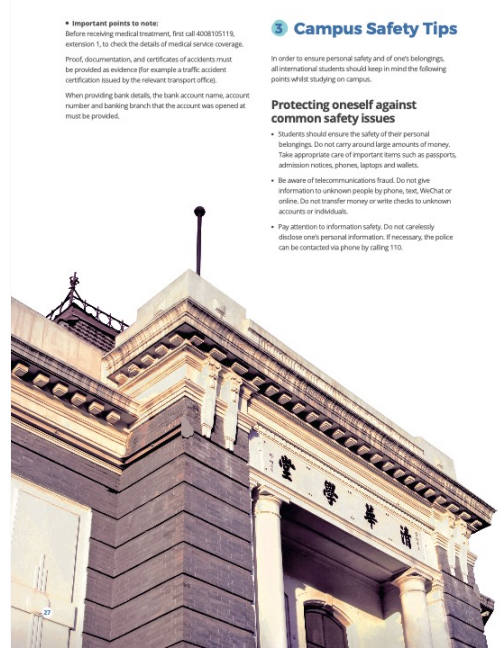 • Important points to note:
Before receiving medical treatment, first call 4008105119,
extension 1, to check the details of medical service coverage.
Proof, documentation, and certificates of accidents must
be provided as evidence (for example a traffic accident
certification issued by the relevant transport office).
When providing bank details, the bank account name, account
number and banking branch that the account was opened at
must be provided.
3 Campus Safety Tips
In order to ensure personal safety and of one's belongings,
all international students should keep in mind the following
points whilst studying on campus.
Protecting oneself against
common safety issues
• Students should ensure the safety of their personal
belongings. Do not carry around large amounts of money.
Take appropriate care of important items such as passports,
admission notices, phones, laptops and wallets.
• Be aware of telecommunications fraud. Do not give
information to unknown people by phone, text, WeChat or
online. Do not transfer money or write checks to unknown
accounts or individuals.
• Pay attention to information safety. Do not carelessly
disclose one's personal information. If necessary, the police
can be contacted via phone by calling 110.
堂學華清
27